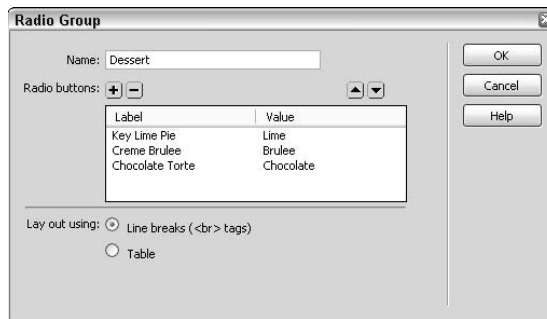 Radio Group
Name: Dessert
OK
Radio buttons:
Cancel
Label Value
Help
Key Lime Pie Lime
Creme Brulee Brulee
Chocolate Torte Chocolate
Lay out using: Line breaks (<br> tags)
Table